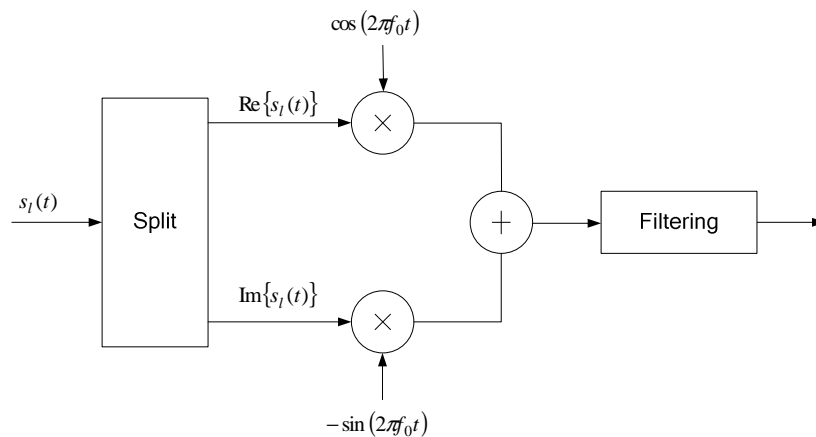 cos(2πf₀t)
Re{sₗ(t)}
×
sₗ(t)
Split
+
Filtering
Im{sₗ(t)}
×
−sin(2πf₀t)